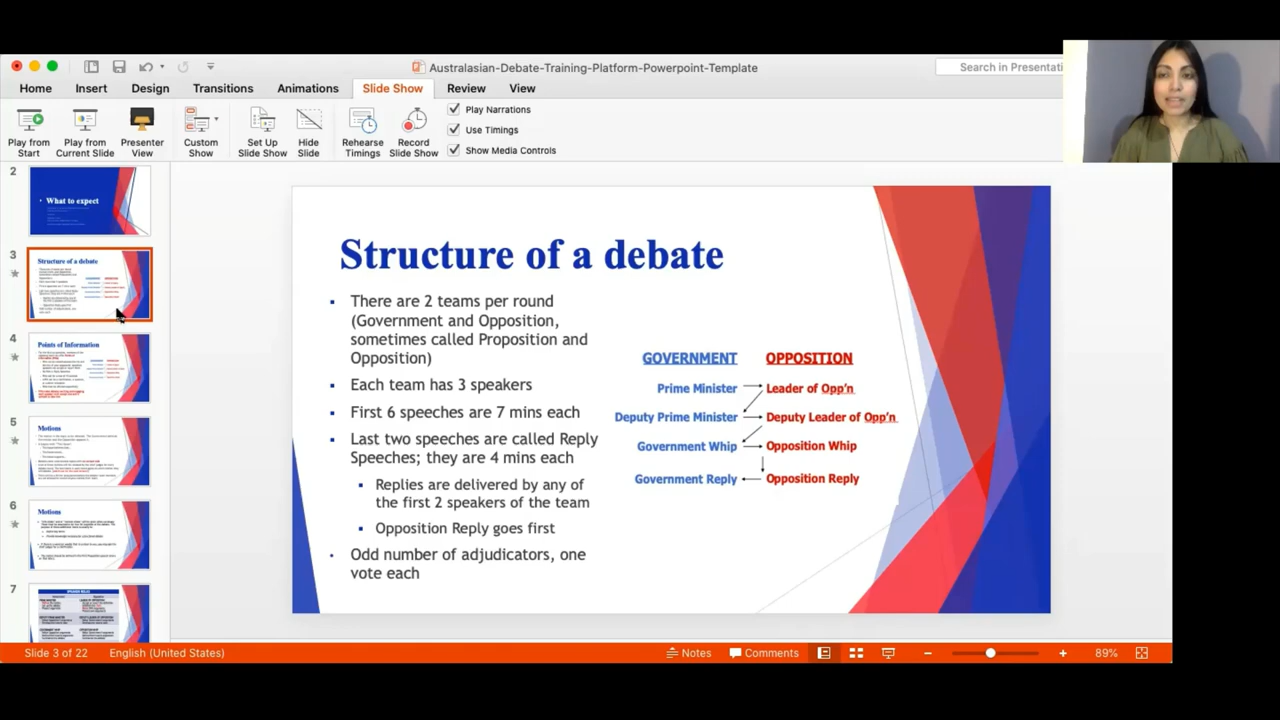 Australasian-Debate-Training-Platform-Powerpoint-Template
Search in Presentati
Home Insert Design Transitions Animations Slide Show Review View
Play from Start
Play from Current Slide
Presenter View
Custom Show
Set Up Slide Show
Hide Slide
Rehearse Timings
Record Slide Show
Play Narrations
Use Timings
Show Media Controls
2
What to expect
3
Structure of a debate
4
Points of Information
5
Motions
6
Motions
7
Structure of a debate
There are 2 teams per round
(Government and Opposition,
sometimes called Proposition and
Opposition)
Each team has 3 speakers
First 6 speeches are 7 mins each
Last two speeches are called Reply
Speeches; they are 4 mins each
Replies are delivered by any of
the first 2 speakers of the team
Opposition Reply goes first
Odd number of adjudicators, one
vote each
GOVERNMENT OPPOSITION
Prime Minister Leader of Opp'n
Deputy Prime Minister Deputy Leader of Opp'n
Government Whip Opposition Whip
Government Reply Opposition Reply
Slide 3 of 22 English (United States) Notes Comments 89%